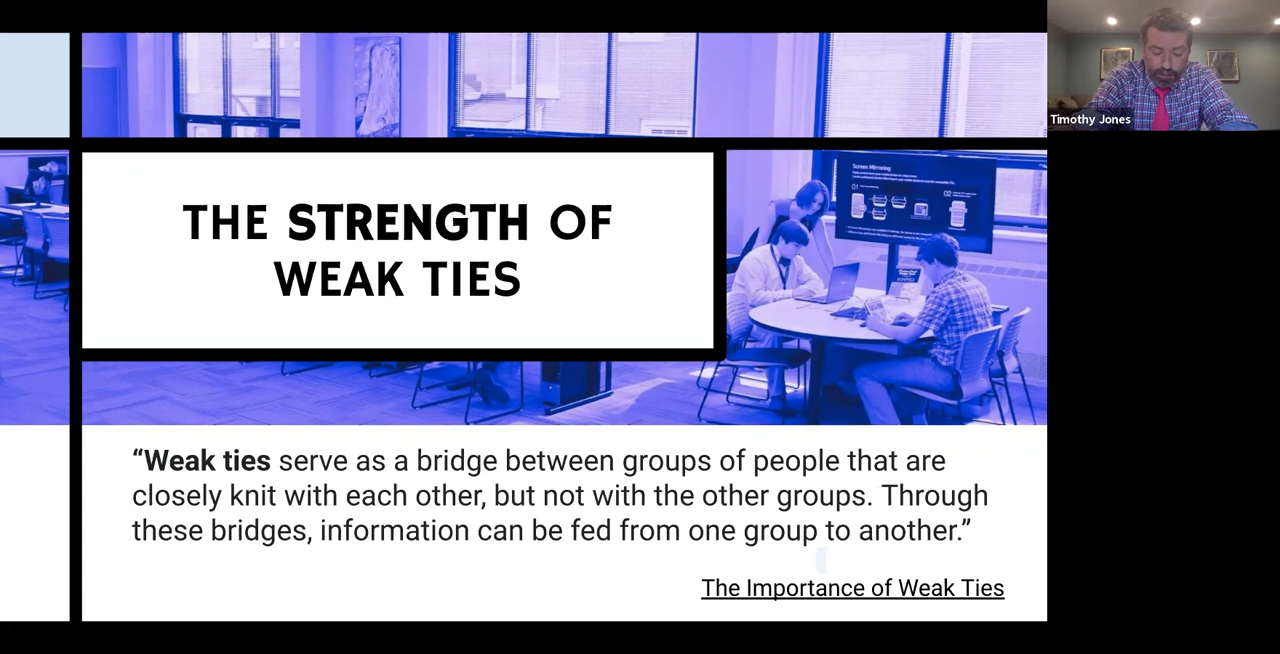 Timothy Jones
Screen Mirroring
01
02
THE STRENGTH OF
WEAK TIES
“Weak ties serve as a bridge between groups of people that are
closely knit with each other, but not with the other groups. Through
these bridges, information can be fed from one group to another.”
The Importance of Weak Ties